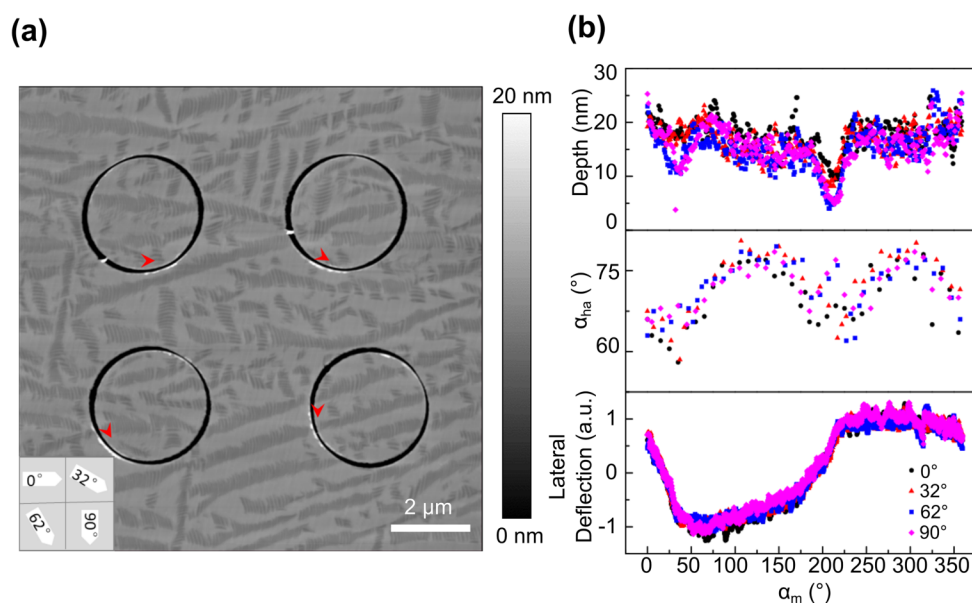 (a)
(b)
20 nm
0 nm
0°
32°
62°
90°
2 µm
30
20
10
0
Depth (nm)
75
60
αha (°)
1
0
-1
Lateral
Deflection (a.u.)
0°
32°
62°
90°
0 50 100 150 200 250 300 350
αm (°)